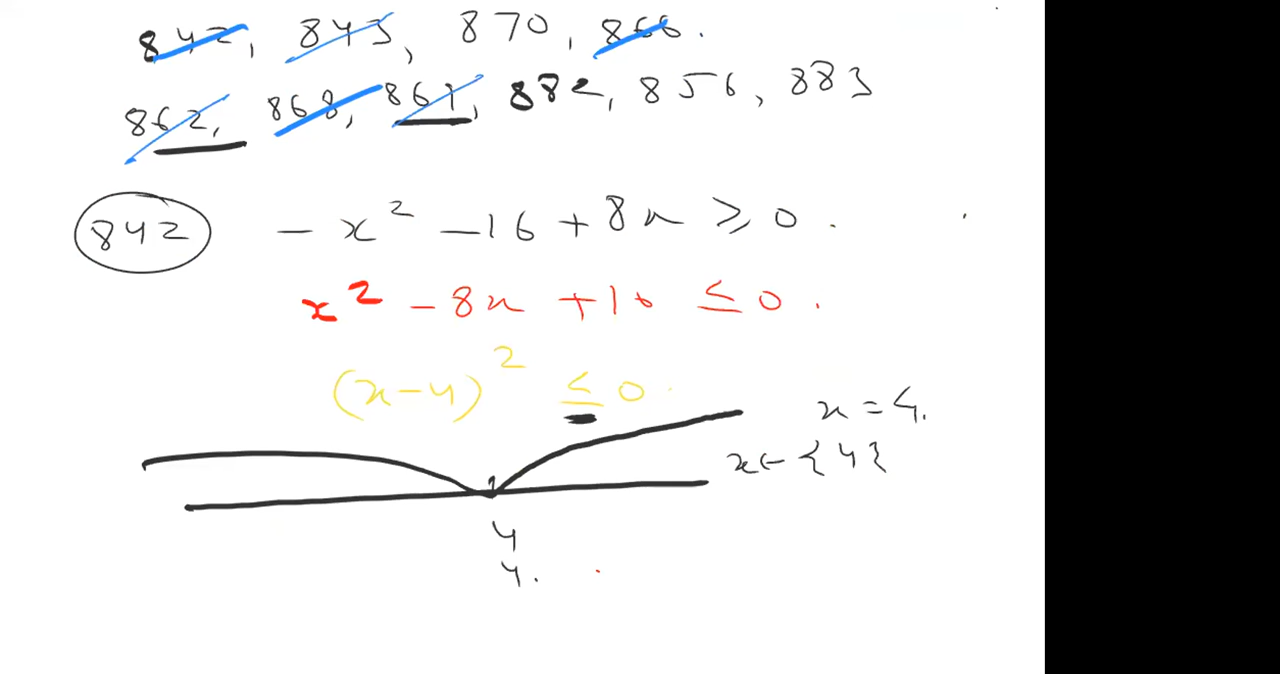 842, 843, 870, 866.
862, 868, 861, 882, 856, 883
842 - x² - 16 + 8x ≥ 0.
x² - 8x + 16 ≤ 0.
(x-4)² ≤ 0.
x = 4.
x ∈ {4}
4
4.